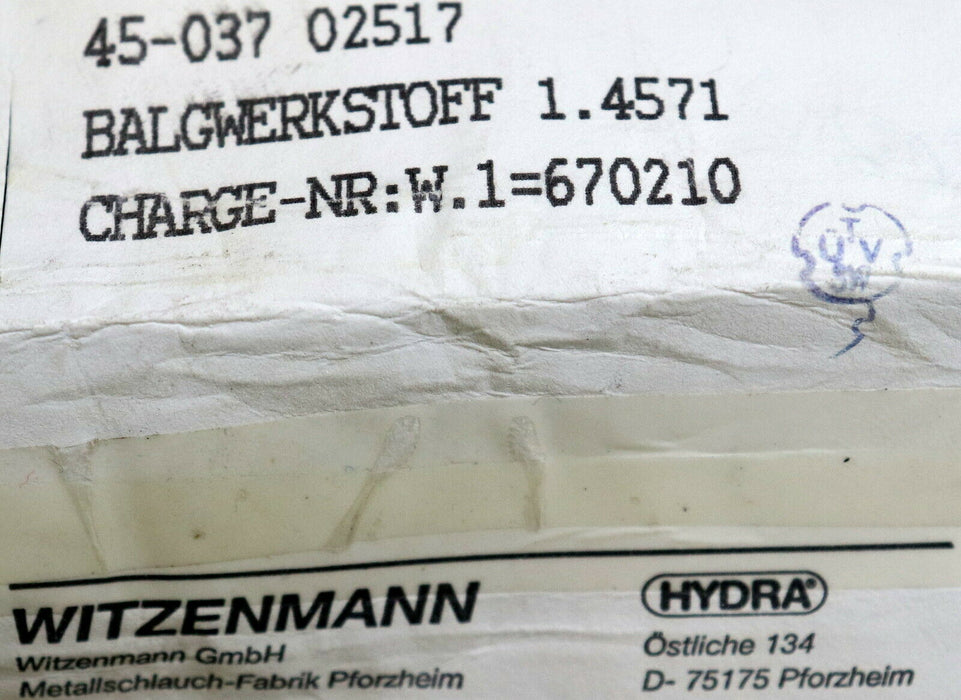 45-037 02517
BALGWERKSTOFF 1.4571
CHARGE-NR:W.1=670210
TÜV
WITZENMANN
HYDRA®
Witzenmann GmbH
Metallschlauch-Fabrik Pforzheim
Östliche 134
D- 75175 Pforzheim